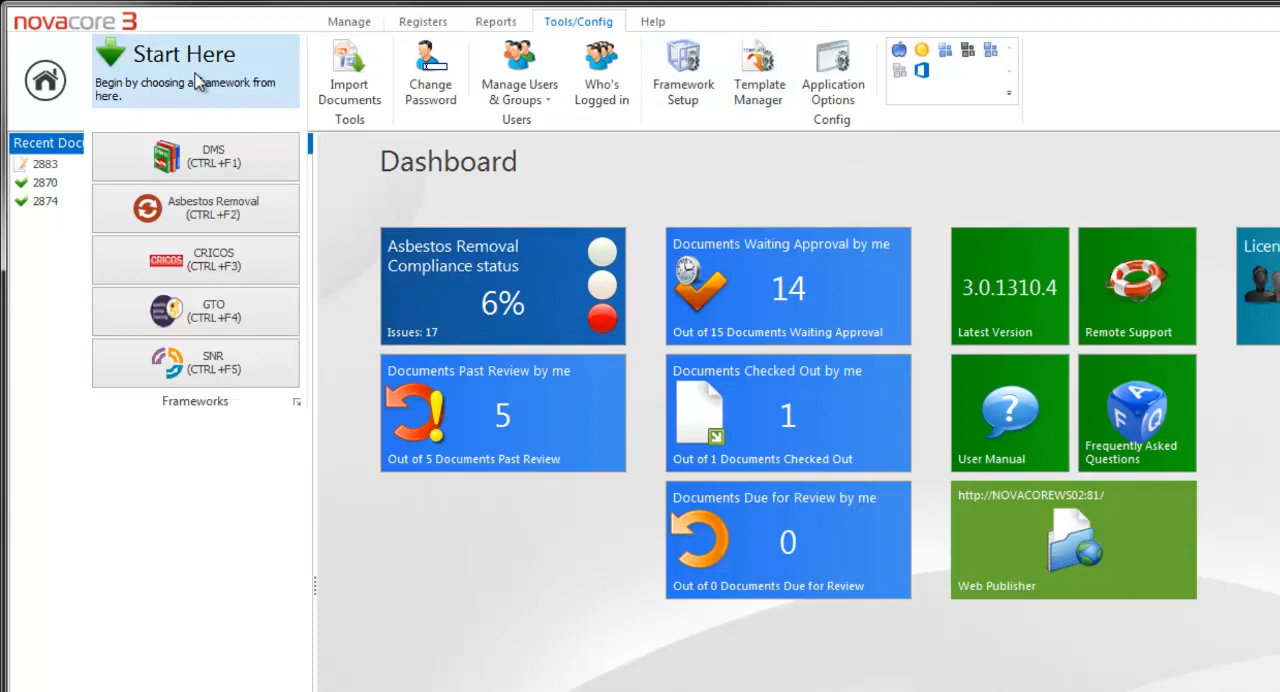 novacore 3
Manage
Registers
Reports
Tools/Config
Help
Start Here
Begin by choosing a framework from
here.
Import
Documents
Tools
Change
Password
Manage Users
& Groups
Who's
Logged in
Users
Framework
Setup
Template
Manager
Application
Options
Config
Recent Doc
2883
2870
2874
DMS
(CTRL+F1)
Asbestos Removal
(CTRL+F2)
CRICOS
CRICOS
(CTRL+F3)
GTO
(CTRL+F4)
SNR
(CTRL+F5)
Frameworks
Dashboard
Asbestos Removal
Compliance status
6%
Issues: 17
Documents Waiting Approval by me
14
Out of 15 Documents Waiting Approval
3.0.1310.4
Latest Version
Remote Support
Licen
Documents Past Review by me
5
Out of 5 Documents Past Review
Documents Checked Out by me
1
Out of 1 Documents Checked Out
?
User Manual
F A Q
Frequently Asked
Questions
Documents Due for Review by me
0
Out of 0 Documents Due for Review
http://NOVACOREWS02:81/
Web Publisher